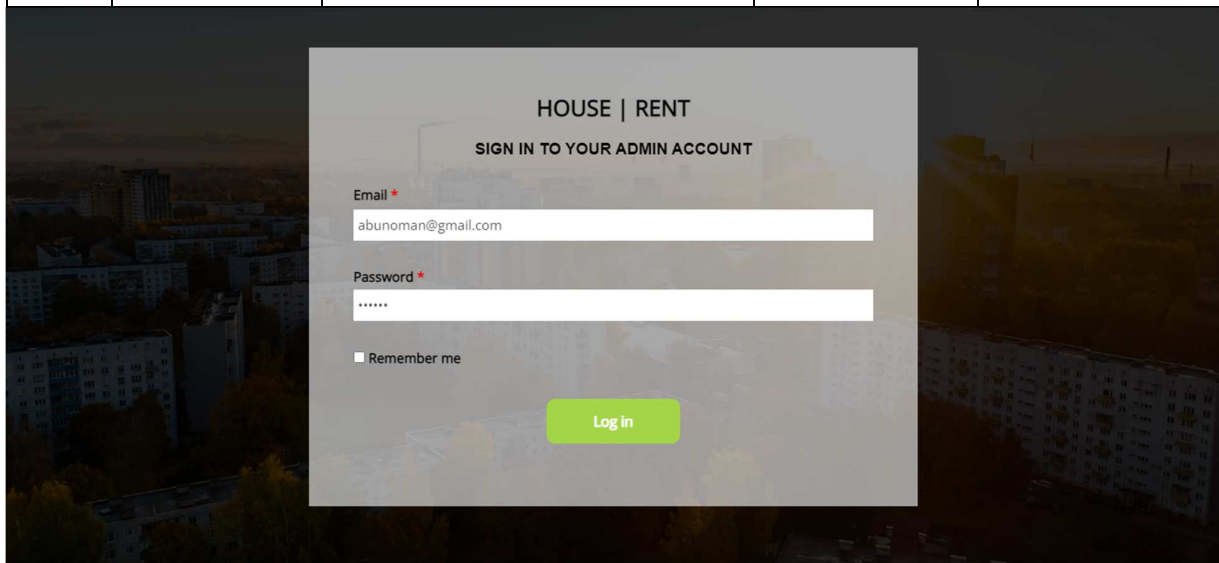 HOUSE | RENT
SIGN IN TO YOUR ADMIN ACCOUNT
Email *
abunoman@gmail.com
Password *
••••••
Remember me
Log in